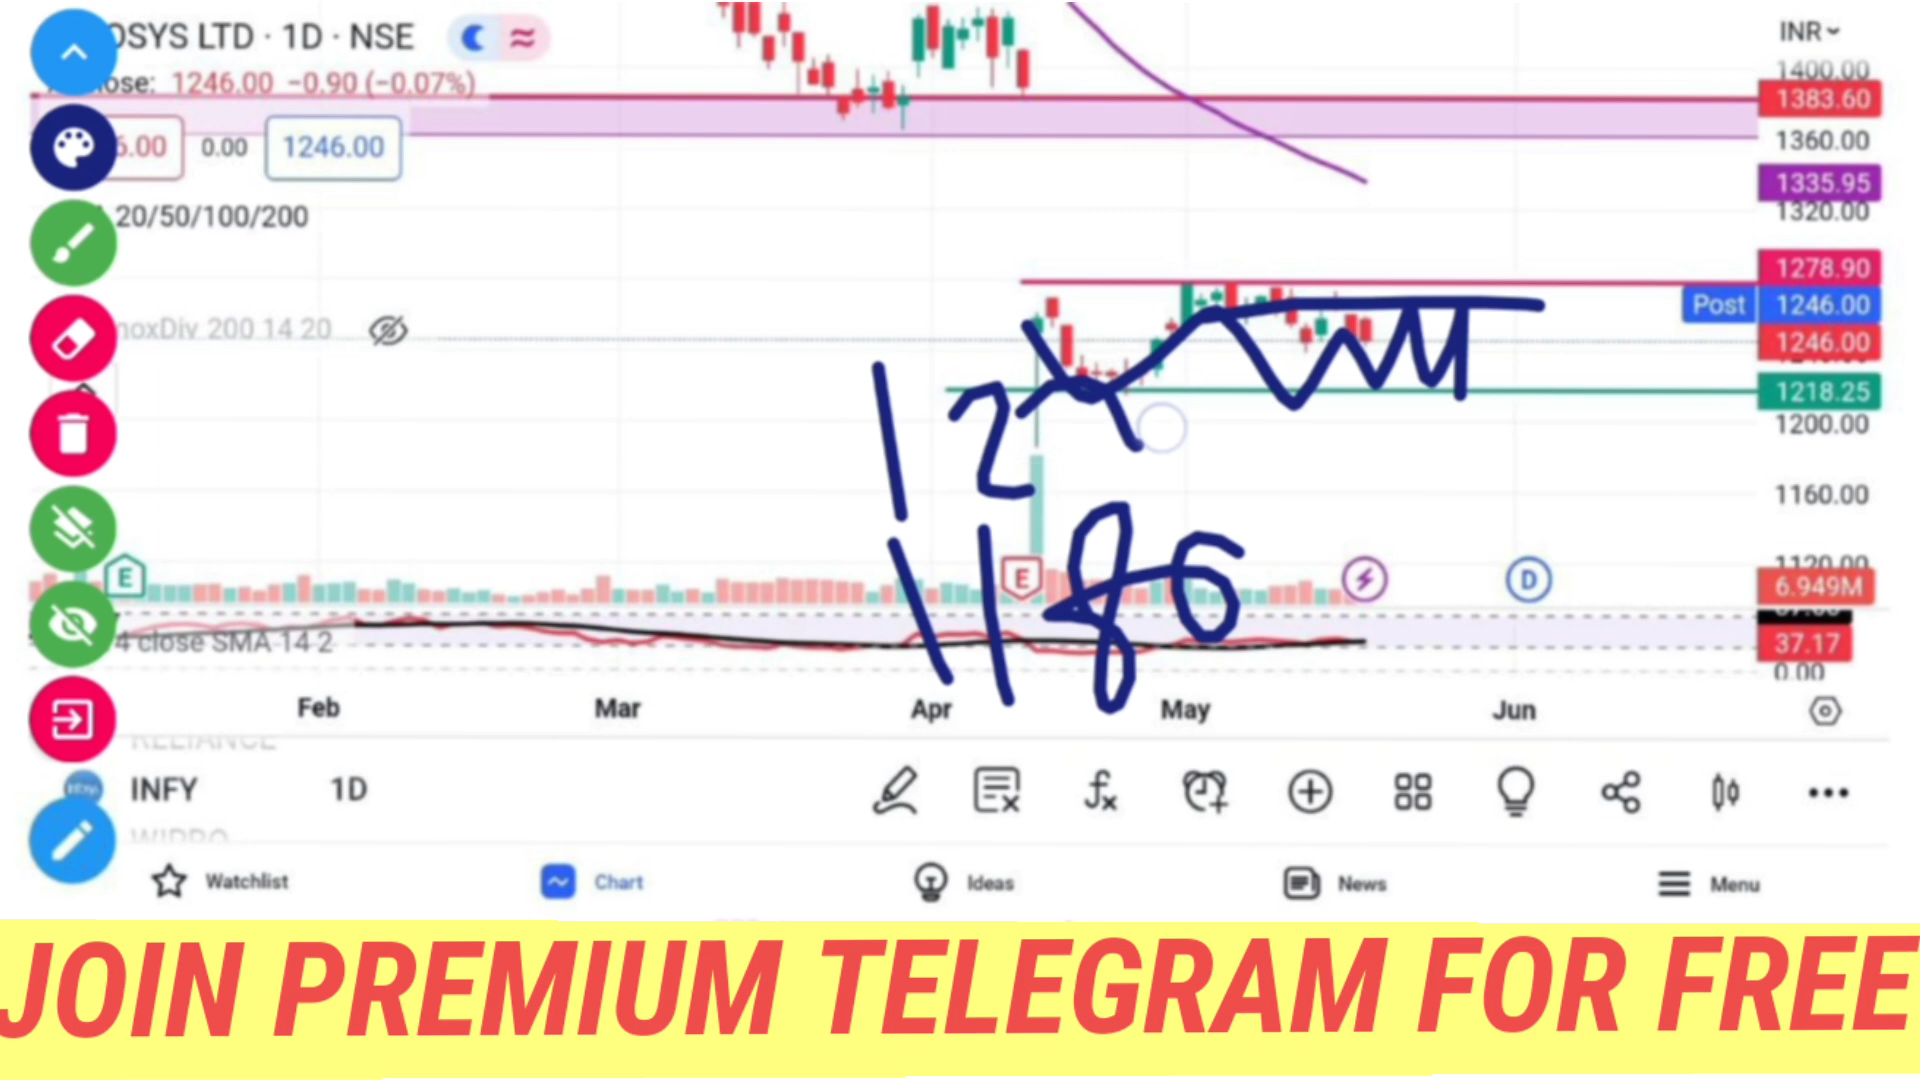 OSYS LTD · 1D · NSE
INR
ose: 1246.00 −0.90 (−0.07%)
1400.00
1383.60
6.00 0.00 1246.00
1360.00
1335.95
20/50/100/200
1320.00
1278.90
Post 1246.00
noxDiv 200 14 20
1246.00
1218.25
1200.00
12
1160.00
1186
1120.00
E
E
D
6.949M
4 close SMA 14 2
37.17
0.00
Feb Mar Apr May Jun
RELIANCE
INFY 1D
WIPRO
Watchlist Chart Ideas News Menu
JOIN PREMIUM TELEGRAM FOR FREE